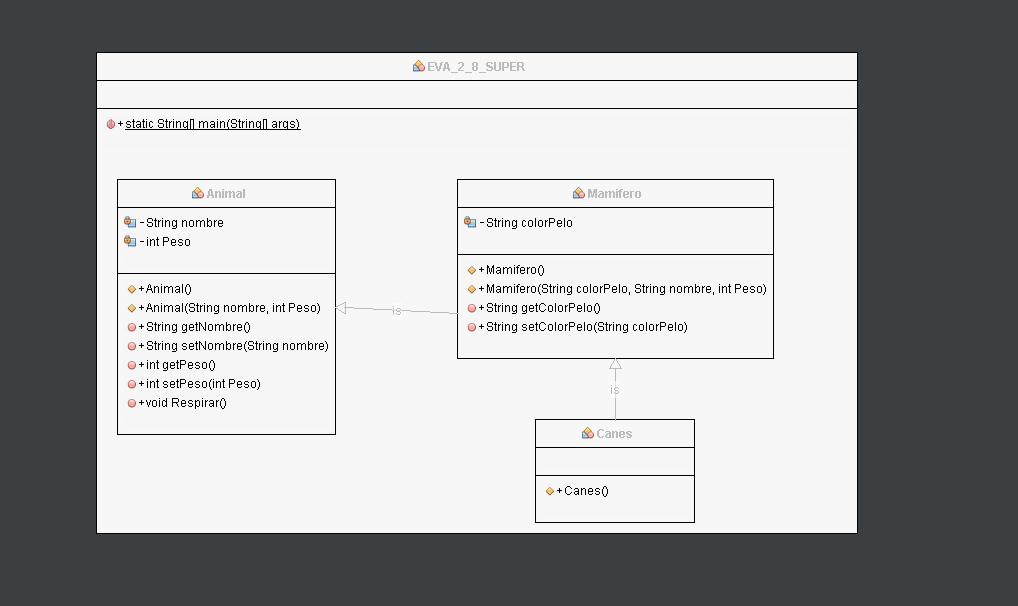 EVA_2_8_SUPER
+static String[] main(String[] args)
Animal
-String nombre
-int Peso
+Animal()
+Animal(String nombre, int Peso)
+String getNombre()
+String setNombre(String nombre)
+int getPeso()
+int setPeso(int Peso)
+void Respirar()
is
Mamifero
-String colorPelo
+Mamifero()
+Mamifero(String colorPelo, String nombre, int Peso)
+String getColorPelo()
+String setColorPelo(String colorPelo)
is
Canes
+Canes()